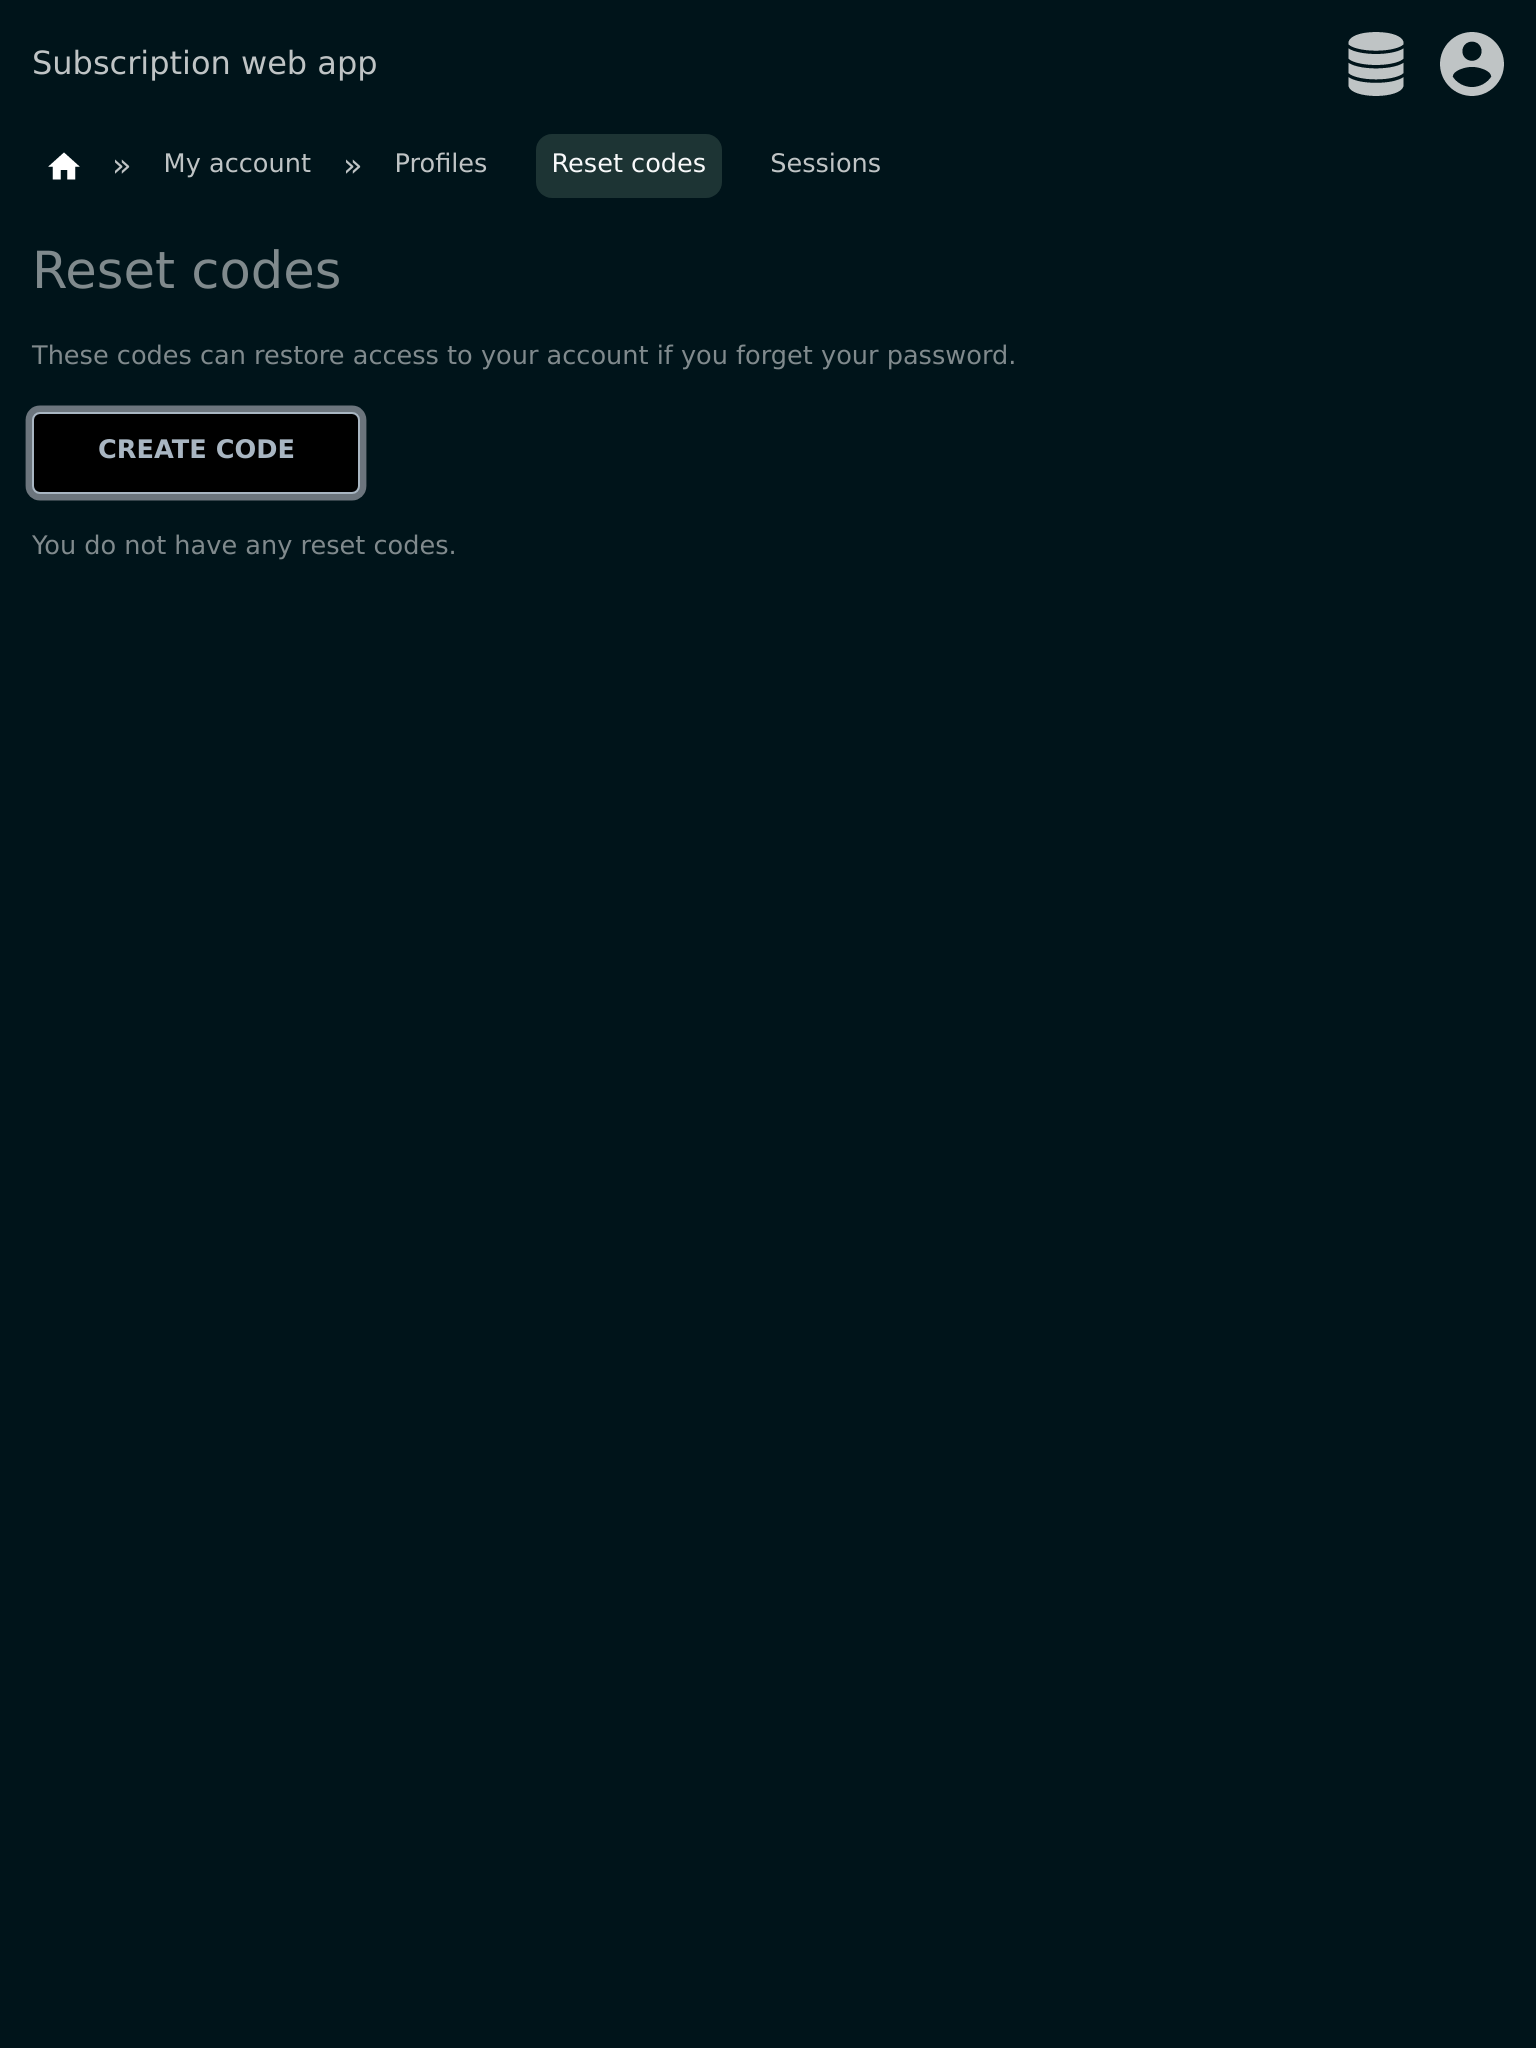 Subscription web app
» My account » Profiles Reset codes Sessions
Reset codes
These codes can restore access to your account if you forget your password.
CREATE CODE
You do not have any reset codes.